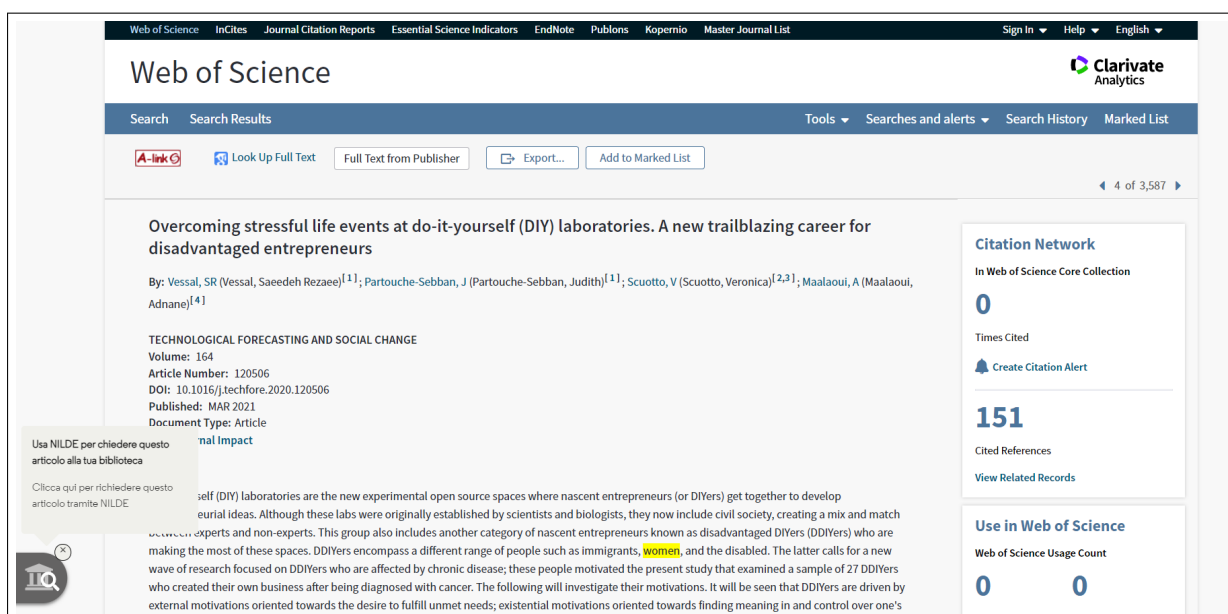 Web of Science InCites Journal Citation Reports Essential Science Indicators EndNote Publons Kopernio Master Journal List Sign In Help English
Web of Science
Clarivate
Analytics
Search Search Results Tools Searches and alerts Search History Marked List
A-link Look Up Full Text Full Text from Publisher Export... Add to Marked List
4 of 3,587
Overcoming stressful life events at do-it-yourself (DIY) laboratories. A new trailblazing career for
disadvantaged entrepreneurs
By: Vessal, SR (Vessal, Saeedeh Rezaee)[ 1 ] ; Partouche-Sebban, J (Partouche-Sebban, Judith)[ 1 ] ; Scuotto, V (Scuotto, Veronica)[ 2,3 ] ; Maalaoui, A (Maalaoui,
Adnane)[ 4 ]
TECHNOLOGICAL FORECASTING AND SOCIAL CHANGE
Volume: 164
Article Number: 120506
DOI: 10.1016/j.techfore.2020.120506
Published: MAR 2021
Document Type: Article
nal Impact
self (DIY) laboratories are the new experimental open source spaces where nascent entrepreneurs (or DIYers) get together to develop
eurial ideas. Although these labs were originally established by scientists and biologists, they now include civil society, creating a mix and match
between experts and non-experts. This group also includes another category of nascent entrepreneurs known as disadvantaged DIYers (DDIYers) who are
making the most of these spaces. DDIYers encompass a different range of people such as immigrants, women, and the disabled. The latter calls for a new
wave of research focused on DDIYers who are affected by chronic disease; these people motivated the present study that examined a sample of 27 DDIYers
who created their own business after being diagnosed with cancer. The following will investigate their motivations. It will be seen that DDIYers are driven by
external motivations oriented towards the desire to fulfill unmet needs; existential motivations oriented towards finding meaning in and control over one's
Usa NILDE per chiedere questo
articolo alla tua biblioteca
Clicca qui per richiedere questo
articolo tramite NILDE
Citation Network
In Web of Science Core Collection
0
Times Cited
Create Citation Alert
151
Cited References
View Related Records
Use in Web of Science
Web of Science Usage Count
0 0